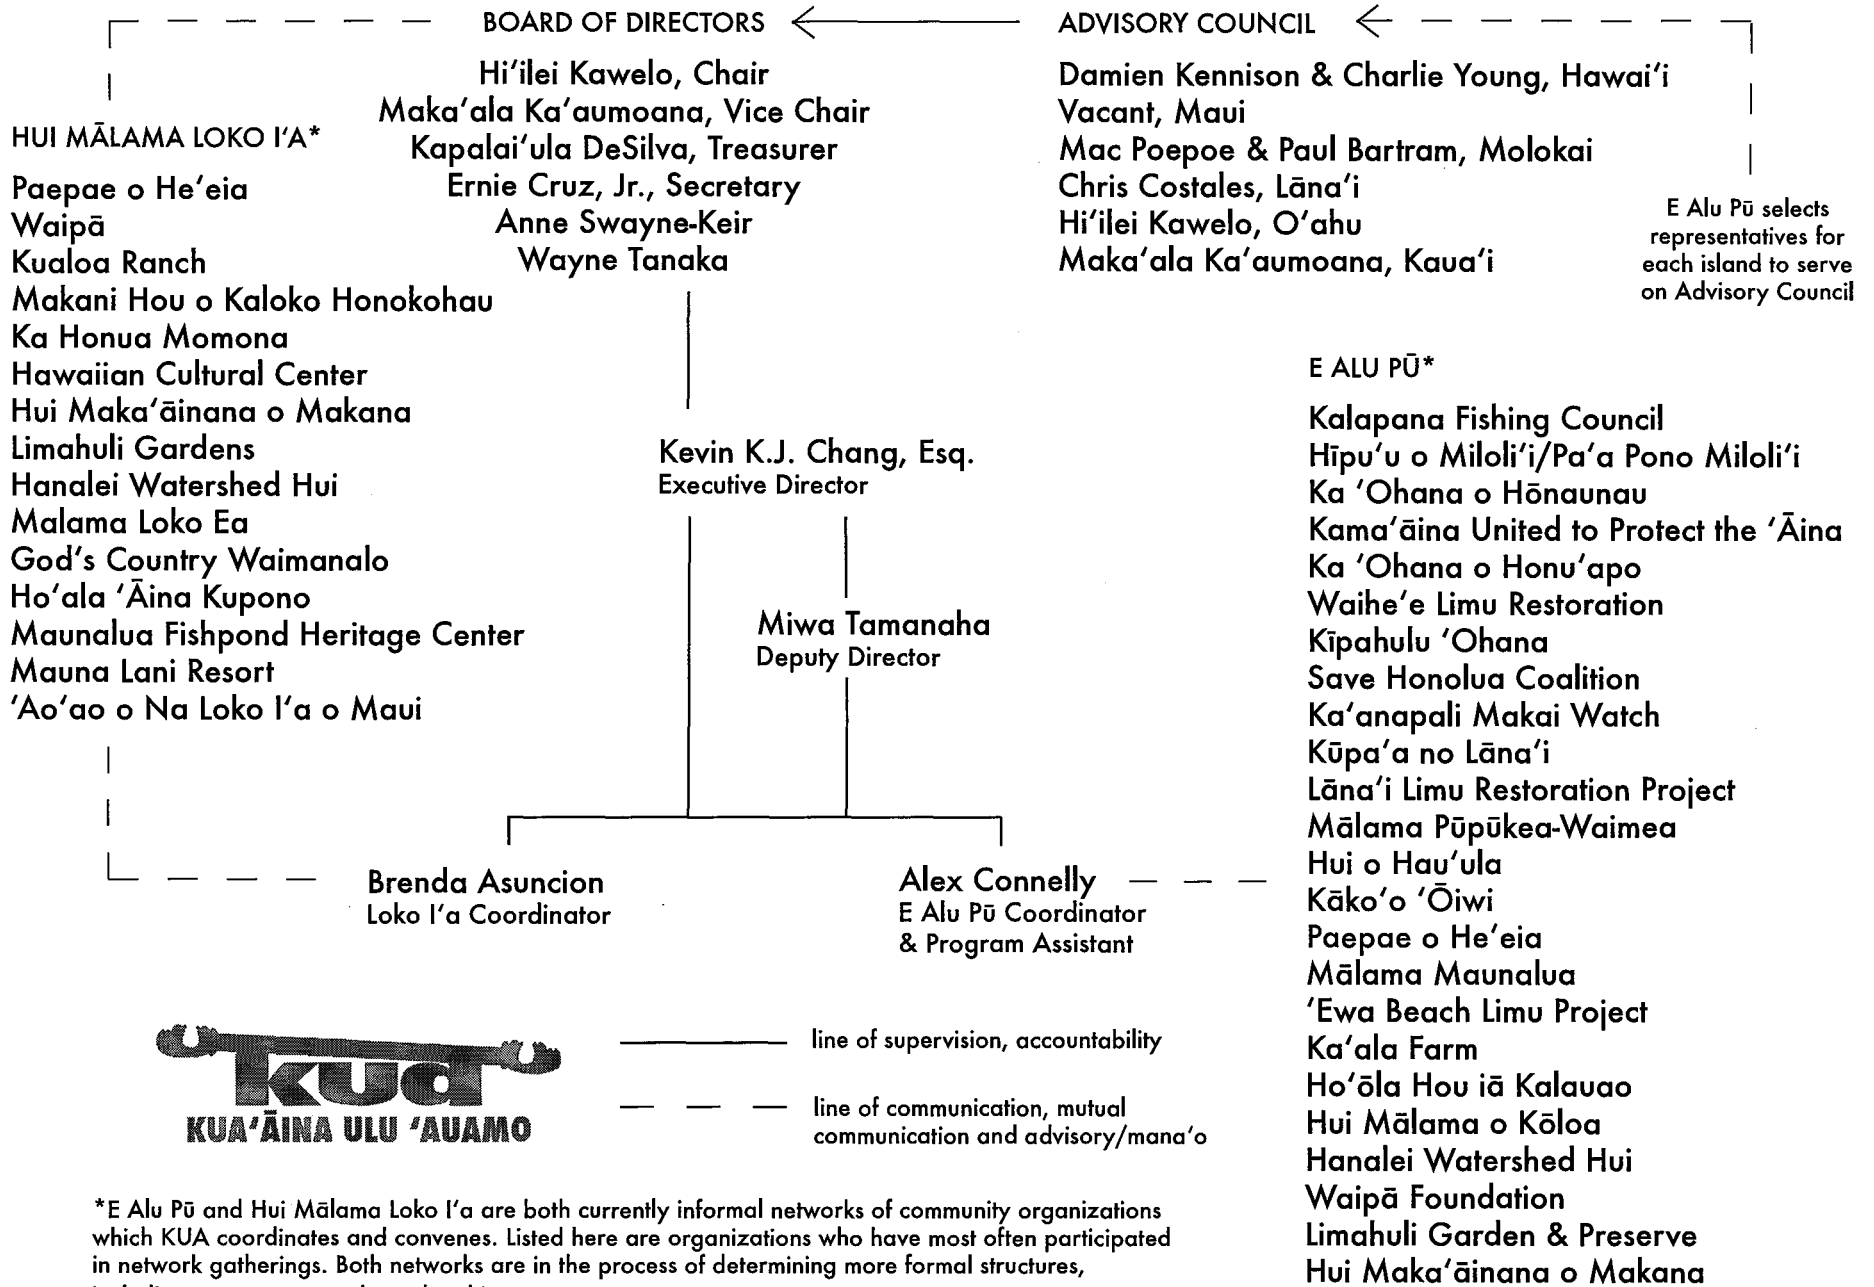 BOARD OF DIRECTORS
Hi'ilei Kawelo, Chair
Maka'ala Ka'aumoana, Vice Chair
Kapalai'ula DeSilva, Treasurer
Ernie Cruz, Jr., Secretary
Anne Swayne-Keir
Wayne Tanaka
ADVISORY COUNCIL
Damien Kennison & Charlie Young, Hawai'i
Vacant, Maui
Mac Poepoe & Paul Bartram, Molokai
Chris Costales, Lāna'i
Hi'ilei Kawelo, O'ahu
Maka'ala Ka'aumoana, Kaua'i
E Alu Pū selects
representatives for
each island to serve
on Advisory Council
HUI MĀLAMA LOKO I'A*
Paepae o He'eia
Waipā
Kualoa Ranch
Makani Hou o Kaloko Honokohau
Ka Honua Momona
Hawaiian Cultural Center
Hui Maka'āinana o Makana
Limahuli Gardens
Hanalei Watershed Hui
Malama Loko Ea
God's Country Waimanalo
Ho'ala 'Āina Kupono
Maunalua Fishpond Heritage Center
Mauna Lani Resort
'Ao'ao o Na Loko I'a o Maui
Kevin K.J. Chang, Esq.
Executive Director
Miwa Tamanaha
Deputy Director
Brenda Asuncion
Loko I'a Coordinator
Alex Connelly
E Alu Pū Coordinator
& Program Assistant
E ALU PŪ*
Kalapana Fishing Council
Hīpu'u o Miloli'i/Pa'a Pono Miloli'i
Ka 'Ohana o Hōnaunau
Kama'āina United to Protect the 'Āina
Ka 'Ohana o Honu'apo
Waihe'e Limu Restoration
Kīpahulu 'Ohana
Save Honolua Coalition
Ka'anapali Makai Watch
Kūpa'a no Lāna'i
Lāna'i Limu Restoration Project
Mālama Pūpūkea-Waimea
Hui o Hau'ula
Kāko'o 'Ōiwi
Paepae o He'eia
Mālama Maunalua
'Ewa Beach Limu Project
Ka'ala Farm
Ho'ōla Hou iā Kalauao
Hui Mālama o Kōloa
Hanalei Watershed Hui
Waipā Foundation
Limahuli Garden & Preserve
Hui Maka'āinana o Makana
kua
KUA'ĀINA ULU 'AUAMO
line of supervision, accountability
line of communication, mutual
communication and advisory/mana'o
*E Alu Pū and Hui Mālama Loko I'a are both currently informal networks of community organizations
which KUA coordinates and convenes. Listed here are organizations who have most often participated
in network gatherings. Both networks are in the process of determining more formal structures,